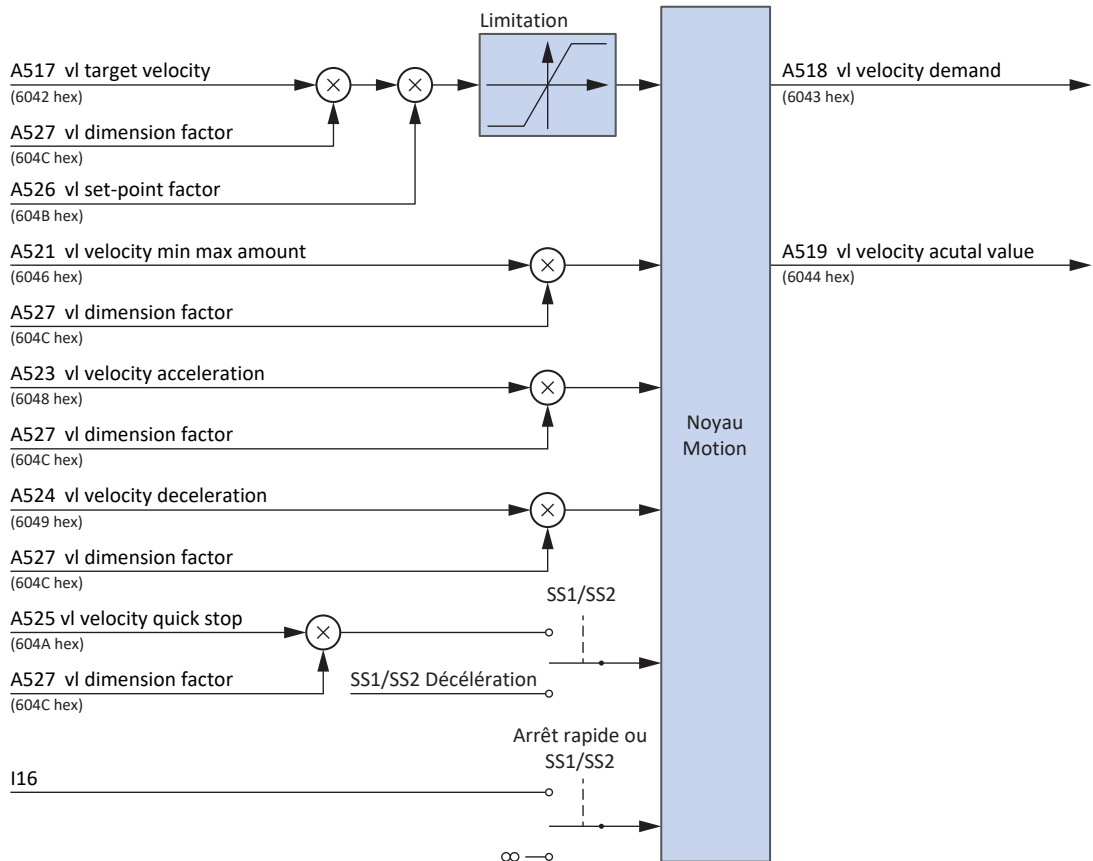 Limitation
A517 vl target velocity
(6042 hex)
A527 vl dimension factor
(604C hex)
A526 vl set-point factor
(604B hex)
A518 vl velocity demand
(6043 hex)
A521 vl velocity min max amount
(6046 hex)
A527 vl dimension factor
(604C hex)
A519 vl velocity acutal value
(6044 hex)
A523 vl velocity acceleration
(6048 hex)
A527 vl dimension factor
(604C hex)
Noyau
Motion
A524 vl velocity deceleration
(6049 hex)
A527 vl dimension factor
(604C hex)
SS1/SS2
A525 vl velocity quick stop
(604A hex)
A527 vl dimension factor
(604C hex)
SS1/SS2 Décélération
Arrêt rapide ou
SS1/SS2
I16
∞